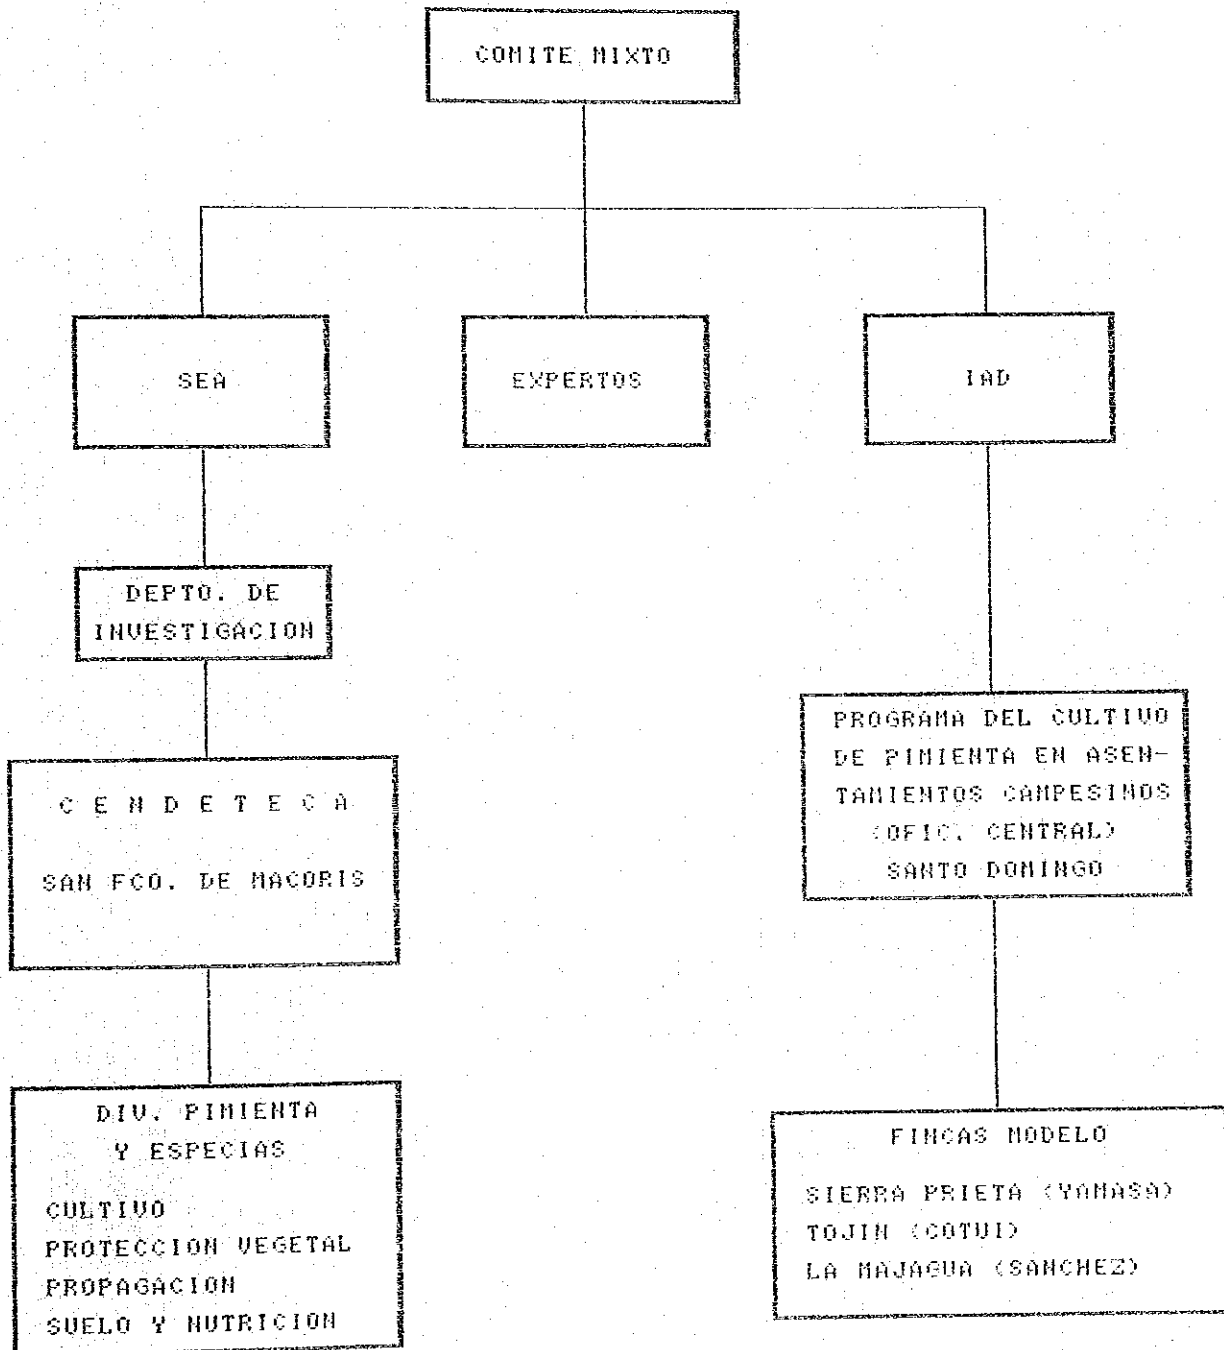 COMITE MIXTO
SEA
EXPERTOS
IAD
DEPTO. DE
INVESTIGACION
PROGRAMA DEL CULTIVO
DE PIMIENTA EN ASEN-
TAMIENTOS CAMPESINOS
(OFIC. CENTRAL)
SANTO DOMINGO
C E N D E T E C A
SAN FCO. DE MACORIS
DIV. PIMIENTA
Y ESPECIAS
CULTIVO
PROTECCION VEGETAL
PROPAGACION
SUELO Y NUTRICION
FINCAS MODELO
SIERRA PRIETA (YAMASA)
TOJIN (COTUI)
LA MAJAGUA (SANCHEZ)